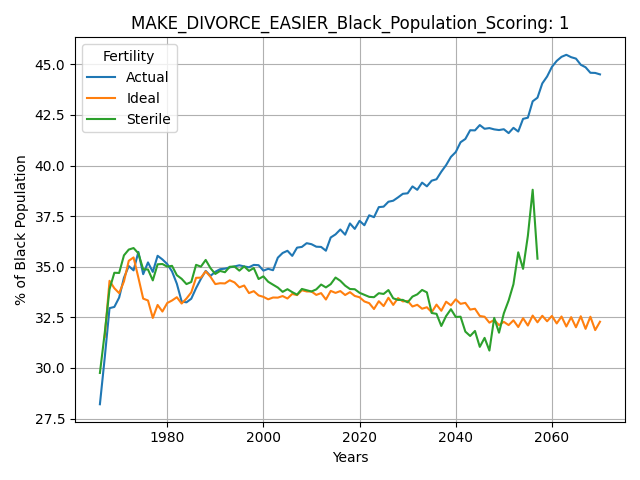 MAKE_DIVORCE_EASIER_Black_Population_Scoring: 1
Fertility
Actual
Ideal
Sterile
% of Black Population
45.0
42.5
40.0
37.5
35.0
32.5
30.0
27.5
1980
2000
2020
2040
2060
Years